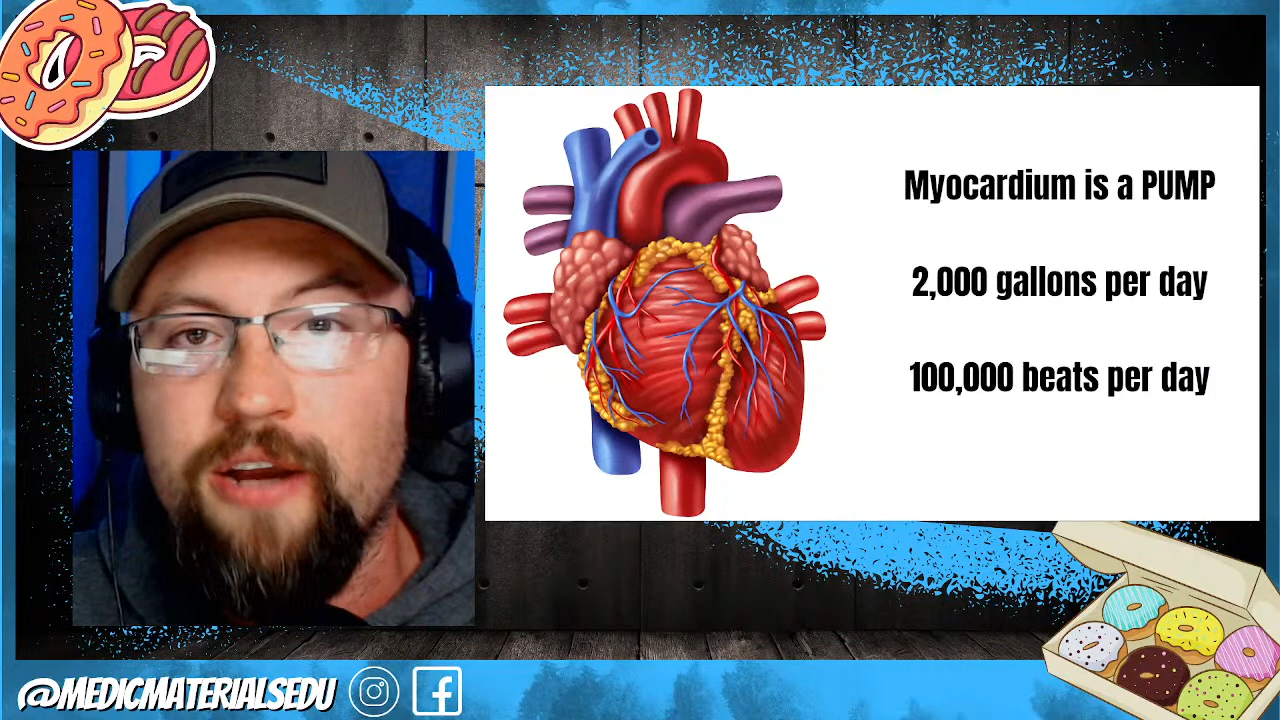 Myocardium is a PUMP
2,000 gallons per day
100,000 beats per day
@MEDICMATERIALSEDU